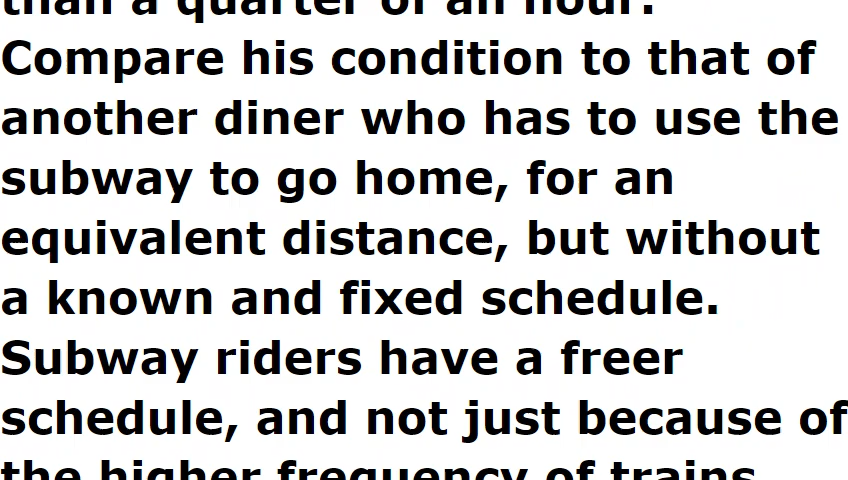 than a quarter of an hour.
Compare his condition to that of
another diner who has to use the
subway to go home, for an
equivalent distance, but without
a known and fixed schedule.
Subway riders have a freer
schedule, and not just because of
the higher frequency of trains